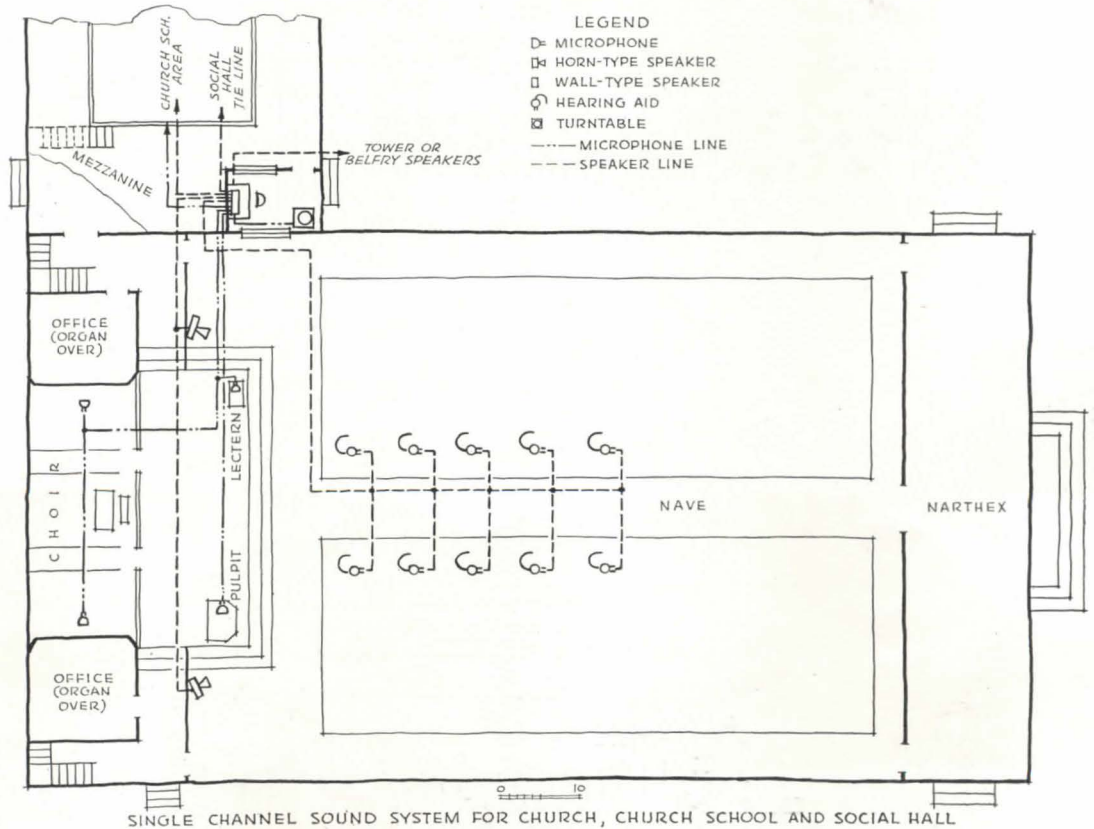 LEGEND
MICROPHONE
HORN-TYPE SPEAKER
WALL-TYPE SPEAKER
HEARING AID
TURNTABLE
MICROPHONE LINE
SPEAKER LINE
CHURCH SCH.
AREA
SOCIAL
HALL
TIE LINE
TOWER OR
BELFRY SPEAKERS
MEZZANINE
OFFICE
(ORGAN
OVER)
LECTERN
CHOIR
PULPIT
NAVE
NARTHEX
OFFICE
(ORGAN
OVER)
0 10
SINGLE CHANNEL SOUND SYSTEM FOR CHURCH, CHURCH SCHOOL AND SOCIAL HALL